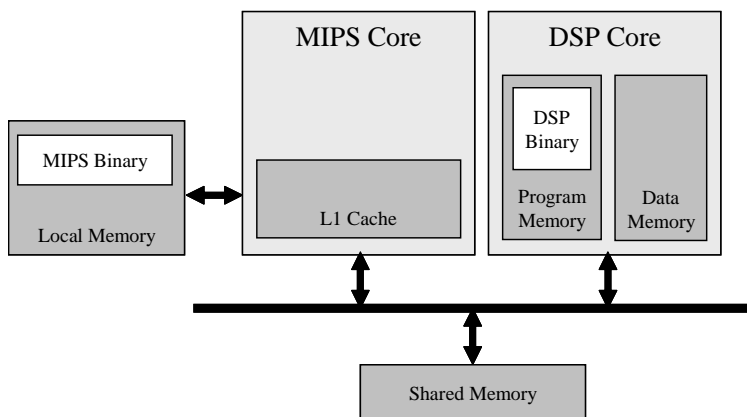 MIPS Core
DSP Core
MIPS Binary
Local Memory
L1 Cache
DSP
Binary
Program
Memory
Data
Memory
Shared Memory